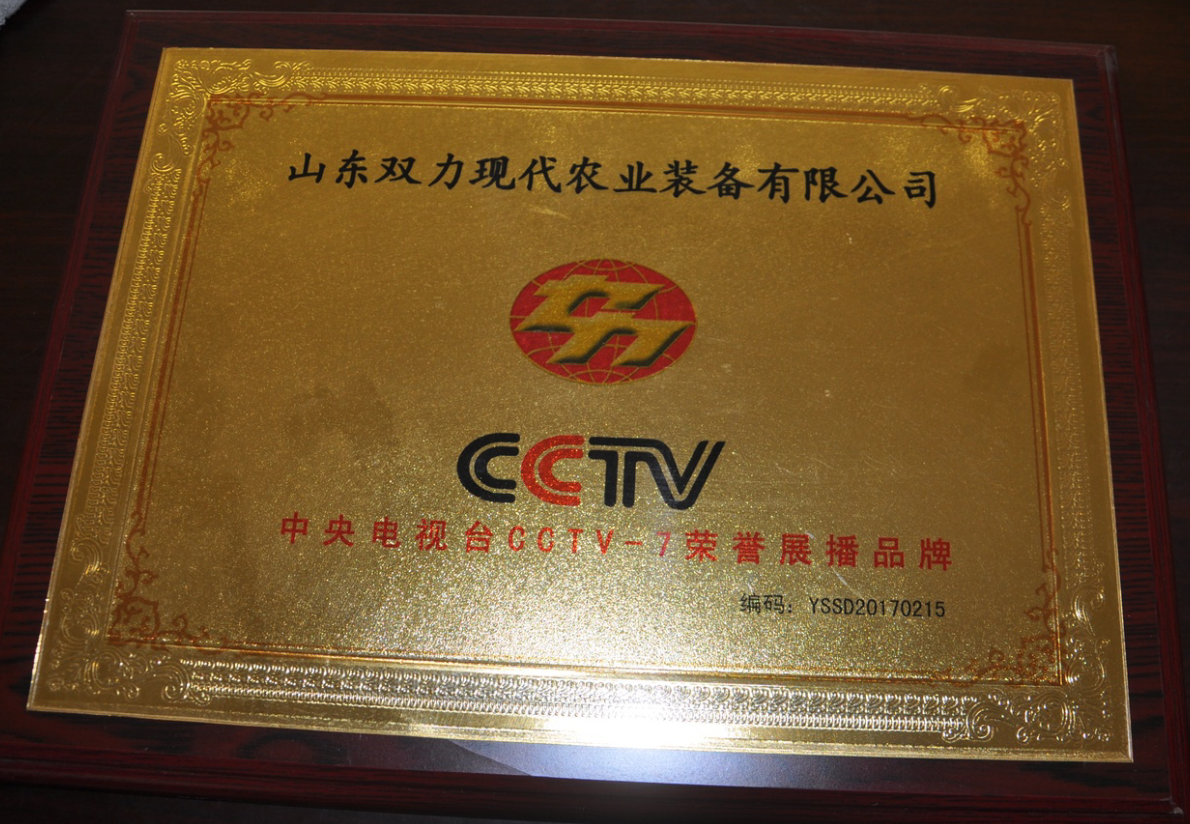 山东双力现代农业装备有限公司
CCTV
中央电视台CCTV-7荣誉展播品牌
编码：YSSD20170215